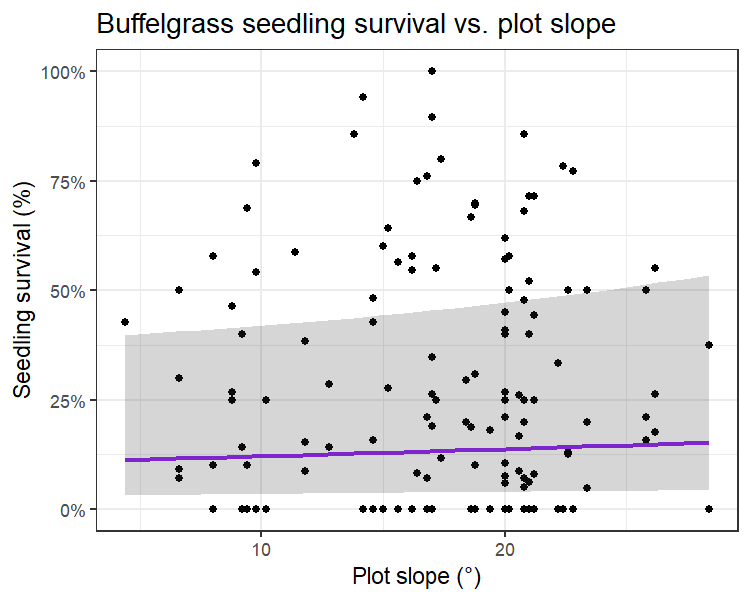 Buffelgrass seedling survival vs. plot slope
100%
75%
50%
25%
0%
Seedling survival (%)
10 20
Plot slope (°)